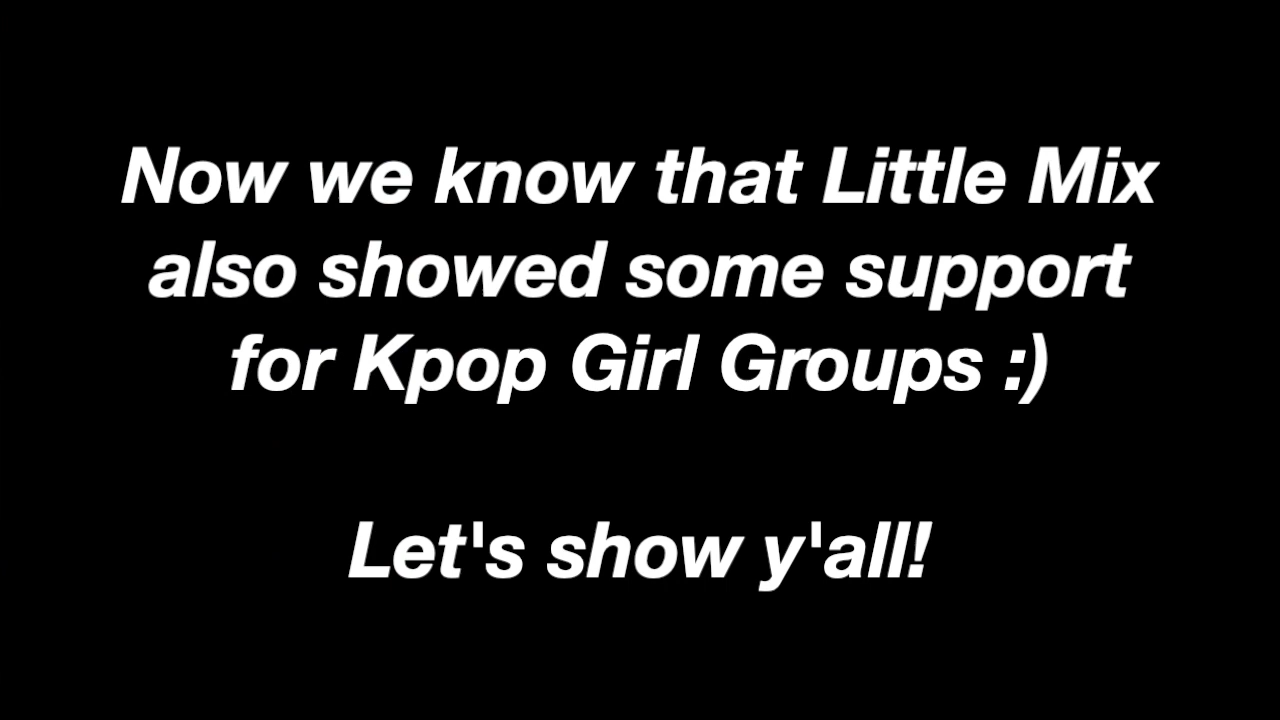 Now we know that Little Mix
also showed some support
for Kpop Girl Groups :)
Let's show y'all!